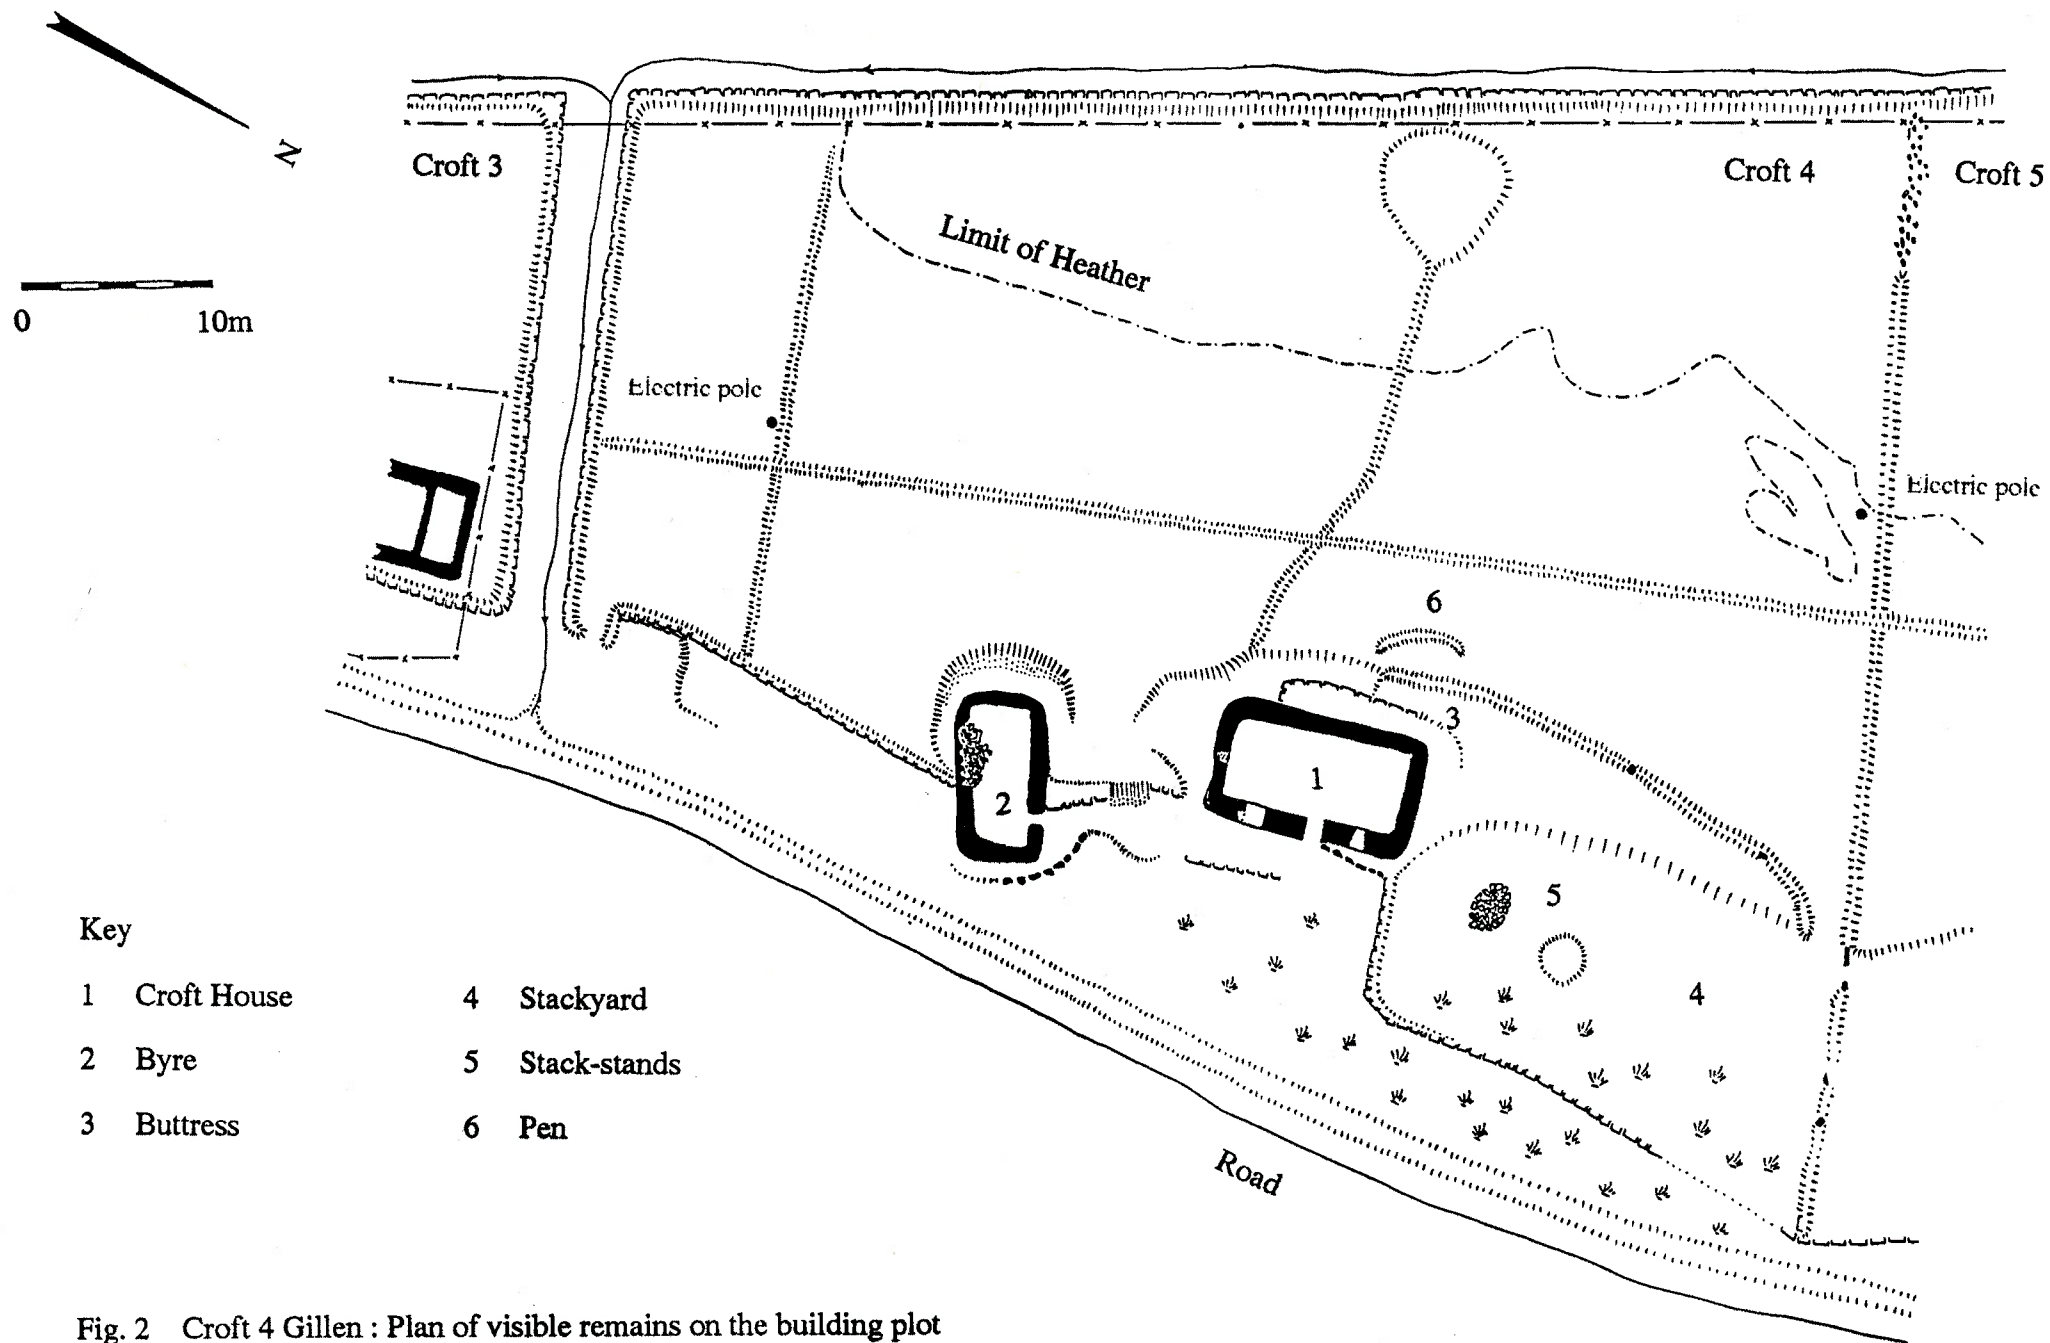 N
Croft 3
Croft 4
Croft 5
0
10m
Limit of Heather
Electric pole
Electric pole
6
3
1
2
5
4
Key
1 Croft House
2 Byre
3 Buttress
4 Stackyard
5 Stack-stands
6 Pen
Road
Fig. 2 Croft 4 Gillen : Plan of visible remains on the building plot